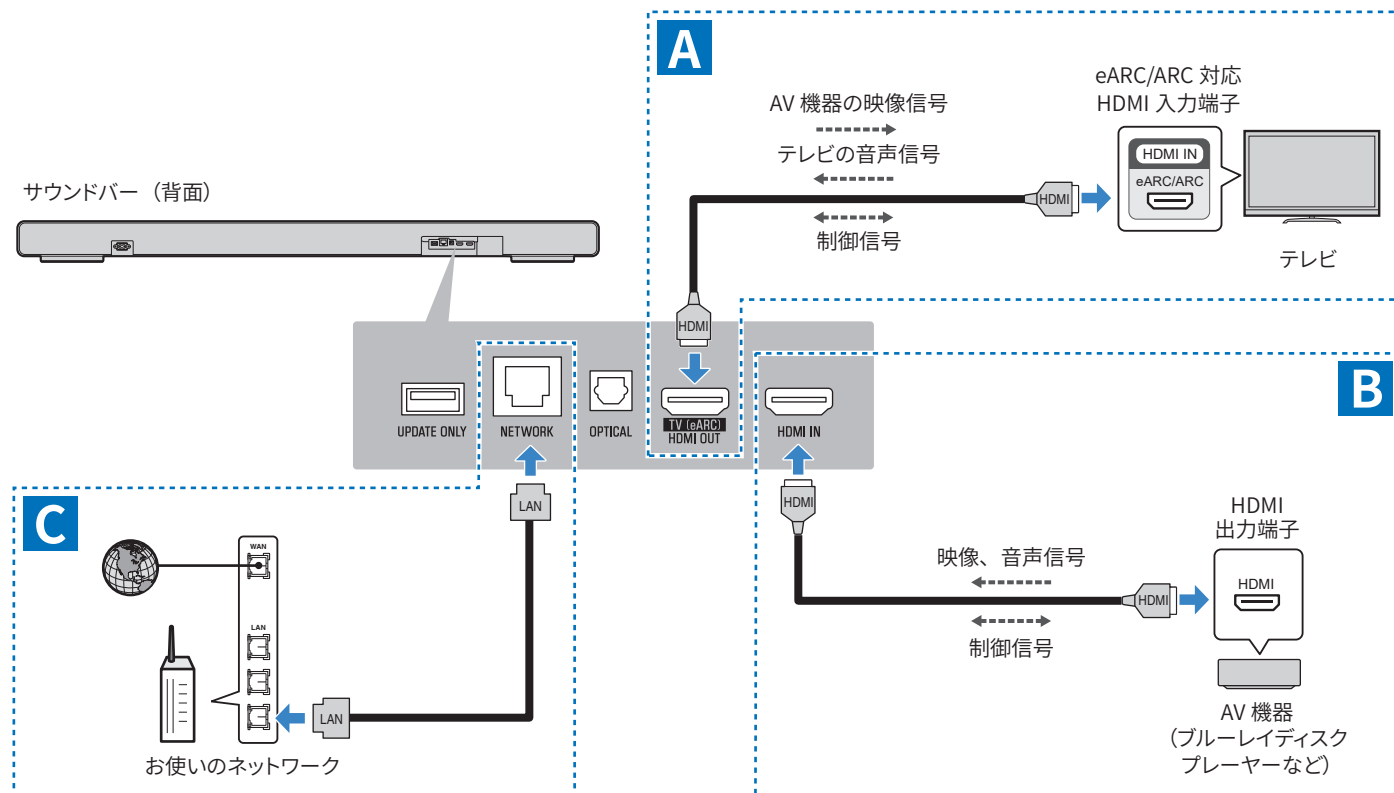 A
eARC/ARC 対応
HDMI 入力端子
AV 機器の映像信号
テレビの音声信号
HDMI IN
eARC/ARC
HDMI
制御信号
テレビ
サウンドバー（背面）
HDMI
UPDATE ONLY
NETWORK
OPTICAL
TV (eARC)
HDMI OUT
HDMI IN
B
HDMI
HDMI
出力端子
映像、音声信号
HDMI
HDMI
制御信号
AV 機器
（ブルーレイディスク
プレーヤーなど）
C
LAN
WAN
LAN
LAN
お使いのネットワーク